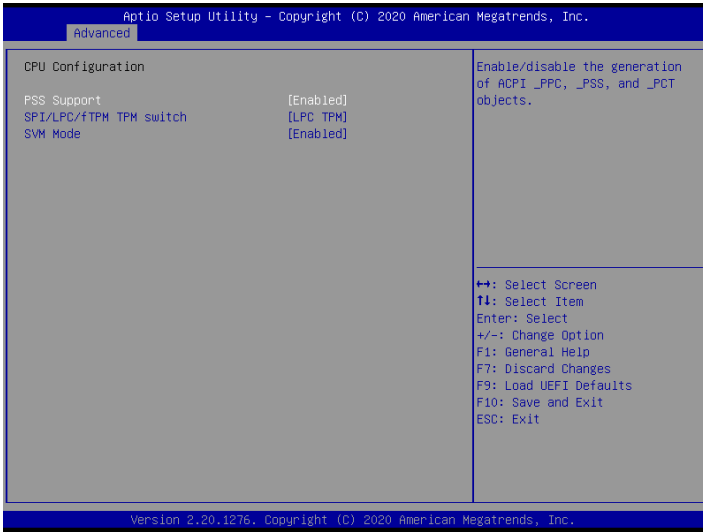 Aptio Setup Utility – Copyright (C) 2020 American Megatrends, Inc.
Advanced
CPU Configuration
PSS Support [Enabled]
SPI/LPC/fTPM TPM switch [LPC TPM]
SVM Mode [Enabled]
Enable/disable the generation
of ACPI _PPC, _PSS, and _PCT
objects.
↔: Select Screen
↑↓: Select Item
Enter: Select
+/-: Change Option
F1: General Help
F7: Discard Changes
F9: Load UEFI Defaults
F10: Save and Exit
ESC: Exit
Version 2.20.1276. Copyright (C) 2020 American Megatrends, Inc.